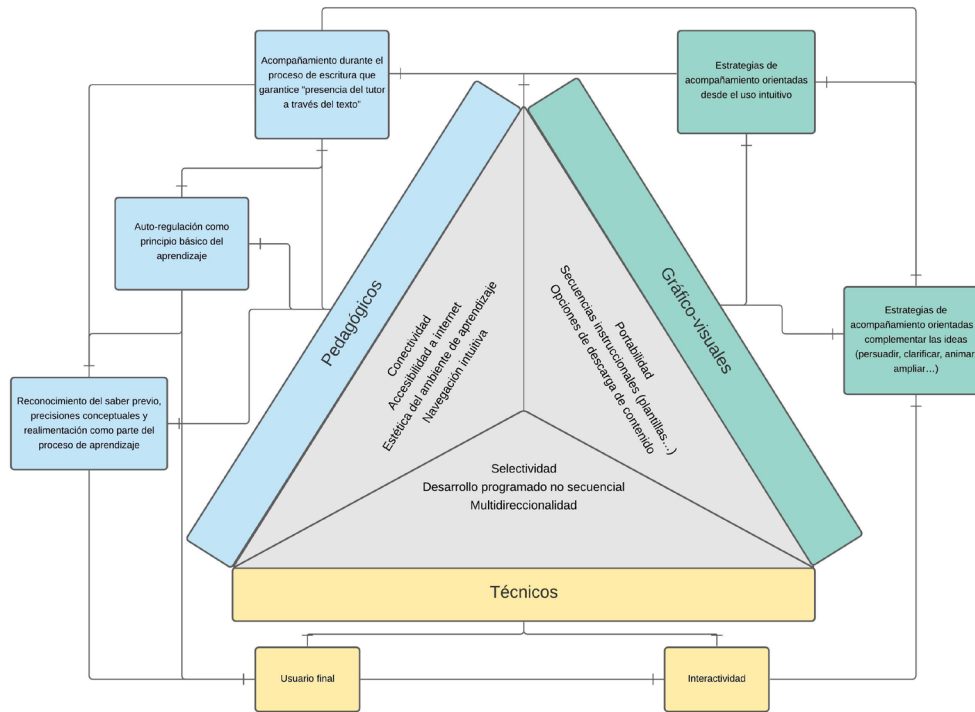 Acompañamiento durante el
proceso de escritura que
garantice "presencia del tutor
a través del texto"
Estrategias de
acompañamiento orientadas
desde el uso intuitivo
Auto-regulación como
principio básico del
aprendizaje
Reconocimiento del saber previo,
precisiones conceptuales y
realimentación como parte del
proceso de aprendizaje
Pedagógicos
Conectividad
Accesibilidad a internet
Estética del ambiente de aprendizaje
Navegación intuitiva
Portabilidad
Secuencias instruccionales (plantillas…)
Opciones de descarga de contenido
Gráfico-visuales
Estrategias de
acompañamiento orientadas
complementar las ideas
(persuadir, clarificar, animar
ampliar…)
Selectividad
Desarrollo programado no secuencial
Multidireccionalidad
Técnicos
Usuario final
Interactividad